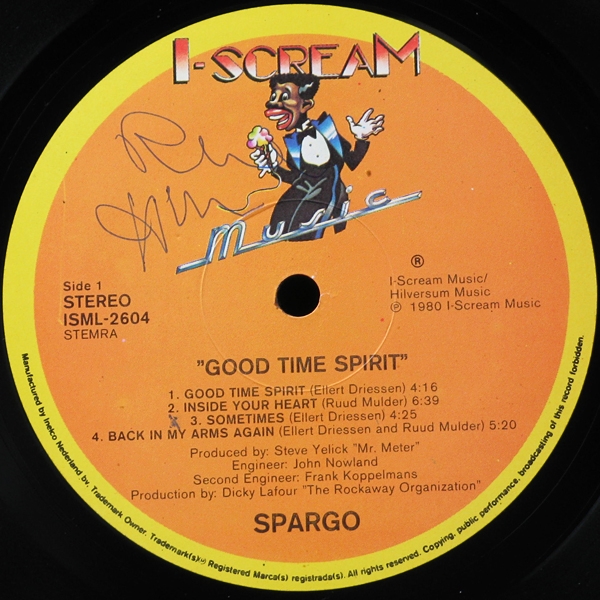 I-SCREAM
Music
Side 1
STEREO
ISML-2604
STEMRA
®
I-Scream Music/
Hilversum Music
℗ 1980 I-Scream Music
"GOOD TIME SPIRIT"
1. GOOD TIME SPIRIT (Ellert Driessen) 4:16
2. INSIDE YOUR HEART (Ruud Mulder) 6:39
3. SOMETIMES (Ellert Driessen) 4:25
4. BACK IN MY ARMS AGAIN (Ellert Driessen and Ruud Mulder) 5:20
Produced by: Steve Yelick "Mr. Meter"
Engineer: John Nowland
Second Engineer: Frank Koppelmans
Production by: Dicky Lafour "The Rockaway Organization"
SPARGO
Manufactured by Inelco Nederland bv. Trademark Owner. Trademark(s)® Registered Marca(s) registrada(s). All rights reserved. Copying, public performance, broadcasting of this record forbidden.